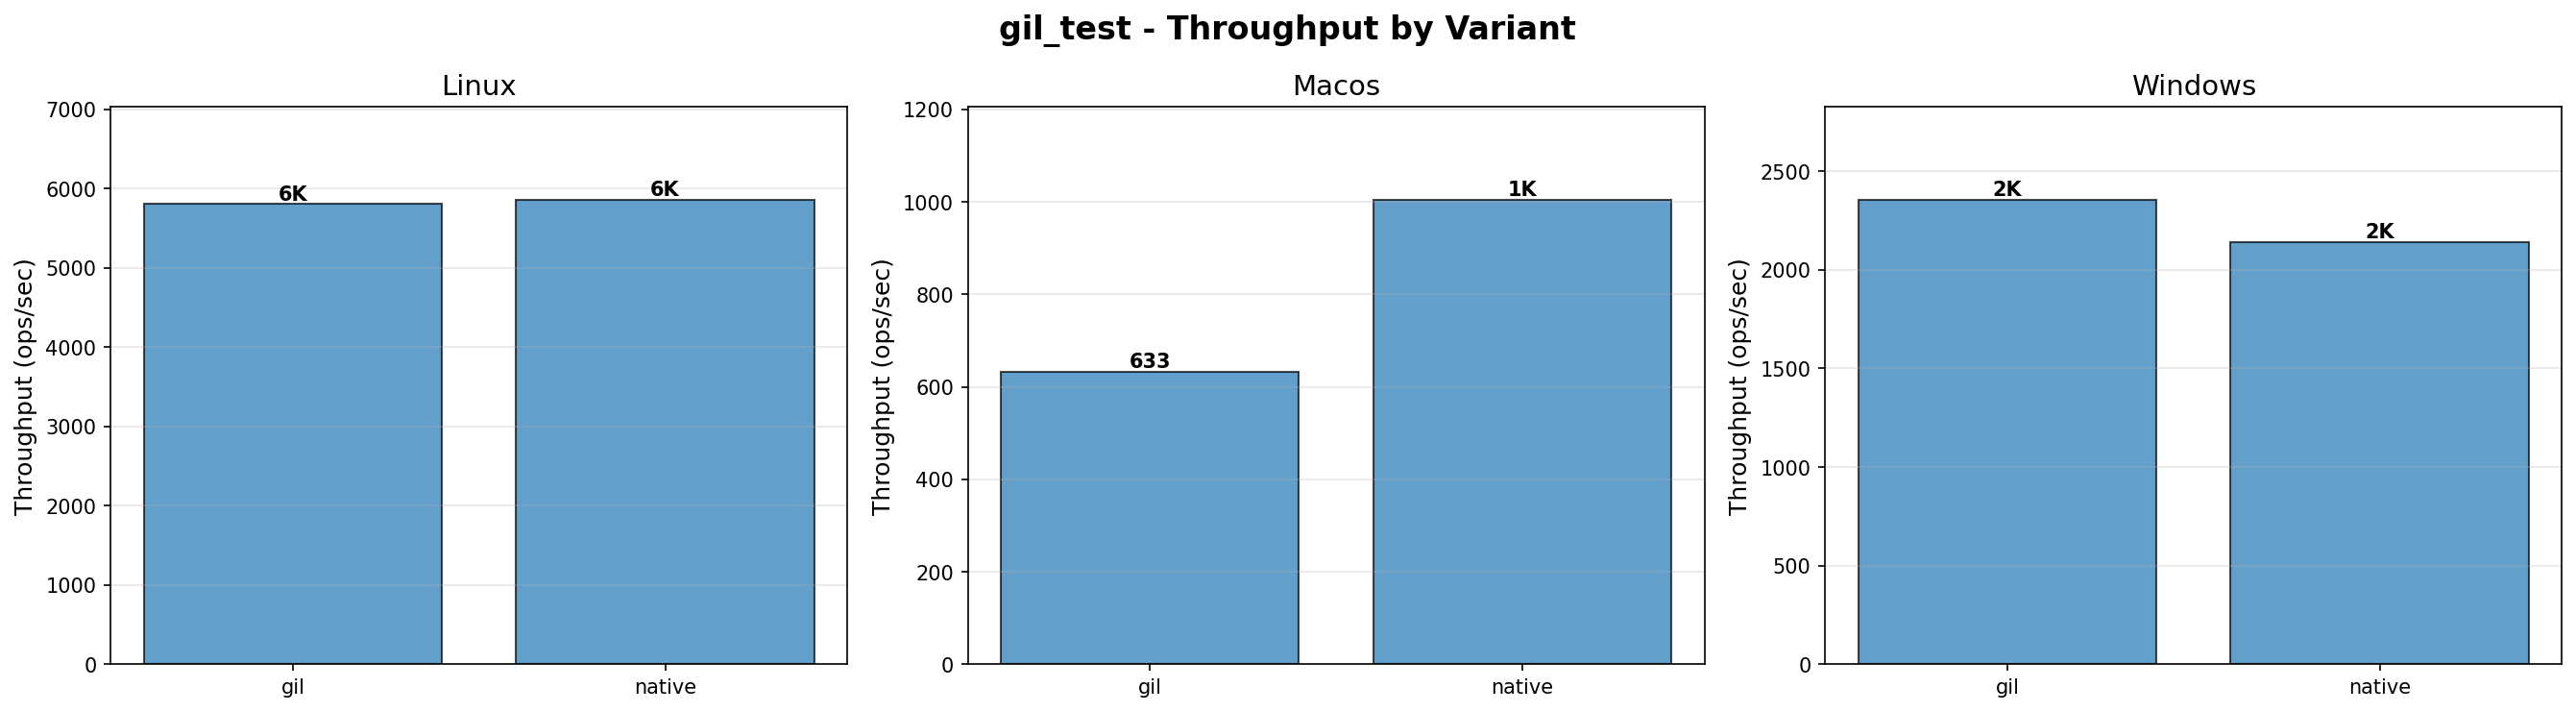 gil_test - Throughput by Variant
Linux
Throughput (ops/sec)
7000
6000
5000
4000
3000
2000
1000
0
6K
6K
gil
native
Macos
Throughput (ops/sec)
1200
1000
800
600
400
200
0
633
1K
gil
native
Windows
Throughput (ops/sec)
2500
2000
1500
1000
500
0
2K
2K
gil
native